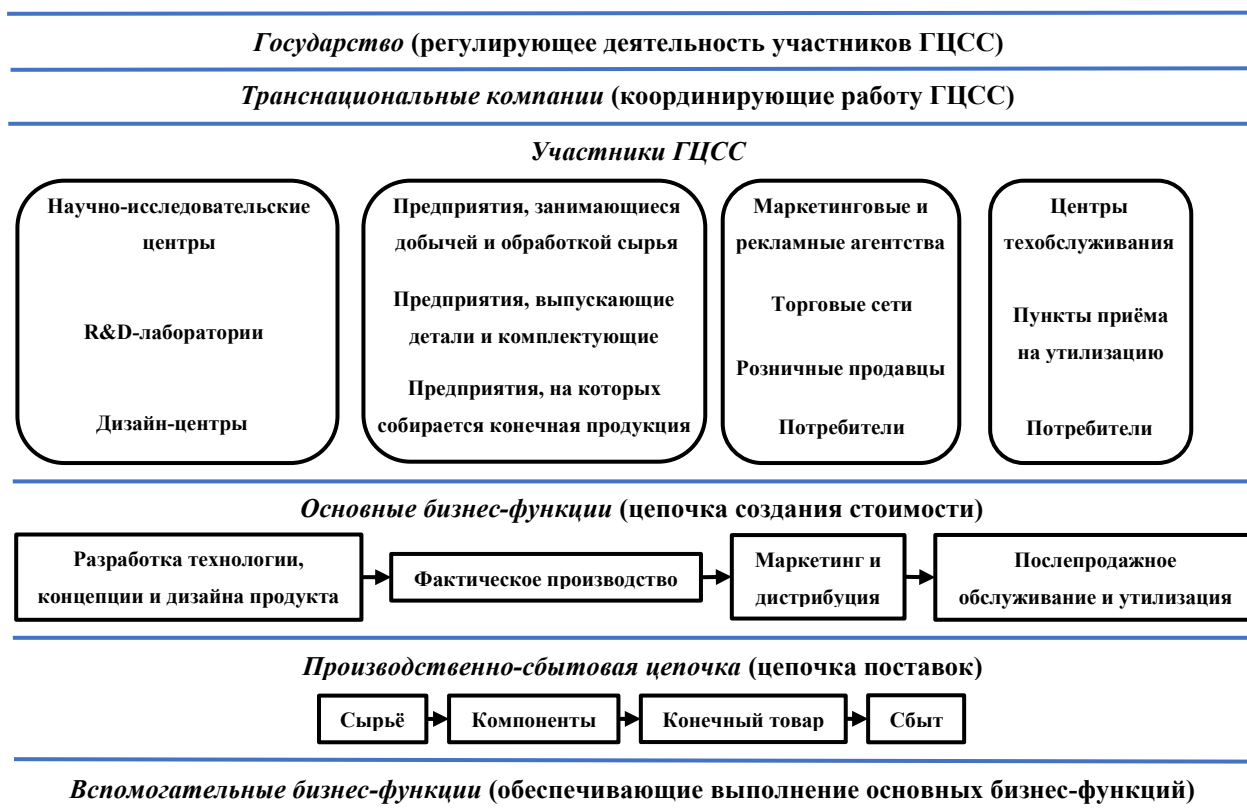 Государство (регулирующее деятельность участников ГЦСС)
Транснациональные компании (координирующие работу ГЦСС)
Участники ГЦСС
Научно-исследовательские
центры
R&D-лаборатории
Дизайн-центры
Предприятия, занимающиеся
добычей и обработкой сырья
Предприятия, выпускающие
детали и комплектующие
Предприятия, на которых
собирается конечная продукция
Маркетинговые и
рекламные агентства
Торговые сети
Розничные продавцы
Потребители
Центры
техобслуживания
Пункты приёма
на утилизацию
Потребители
Основные бизнес-функции (цепочка создания стоимости)
Разработка технологии,
концепции и дизайна продукта
Фактическое производство
Маркетинг и
дистрибуция
Послепродажное
обслуживание и утилизация
Производственно-сбытовая цепочка (цепочка поставок)
Сырьё
Компоненты
Конечный товар
Сбыт
Вспомогательные бизнес-функции (обеспечивающие выполнение основных бизнес-функций)